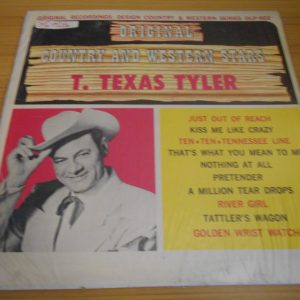 ORIGINAL RECORDINGS DESIGN COUNTRY & WESTERN SERIES DLP-602
ORIGINAL
COUNTRY AND WESTERN STARS
T. TEXAS TYLER
JUST OUT OF REACH
KISS ME LIKE CRAZY
TEN • TEN • TENNESSEE LINE
THAT'S WHAT YOU MEAN TO M
NOTHING AT ALL
PRETENDER
A MILLION TEAR DROPS
RIVER GIRL
TATTLER'S WAGON
GOLDEN WRIST WATCH